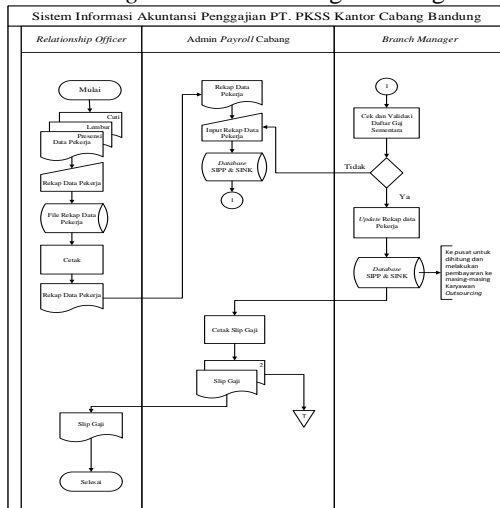 Sistem Informasi Akuntansi Penggajian PT. PKSS Kantor Cabang Bandung
Relationship Officer
Admin Payroll Cabang
Branch Manager
Mulai
Cuti
Lembur
Presensi
Data Pekerja
Rekap Data Pekerja
File Rekap Data
Pekerja
Cetak
Rekap Data Pekerja
Rekap Data
Pekerja
Input Rekap Data
Pekerja
Database
SIPP & SINK
1
1
Cek dan Validasi
Daftar Gaj
Sementara
Tidak
Ya
Update Rekap data
Pekerja
Database
SIPP & SINK
Ke pusat untuk
dihitung dan
melakukan
pembayaran ke
masing-masing
Karyawan
Outsourcing
Cetak Slip Gaji
2
Slip Gaji
T
Slip Gaji
Selesai